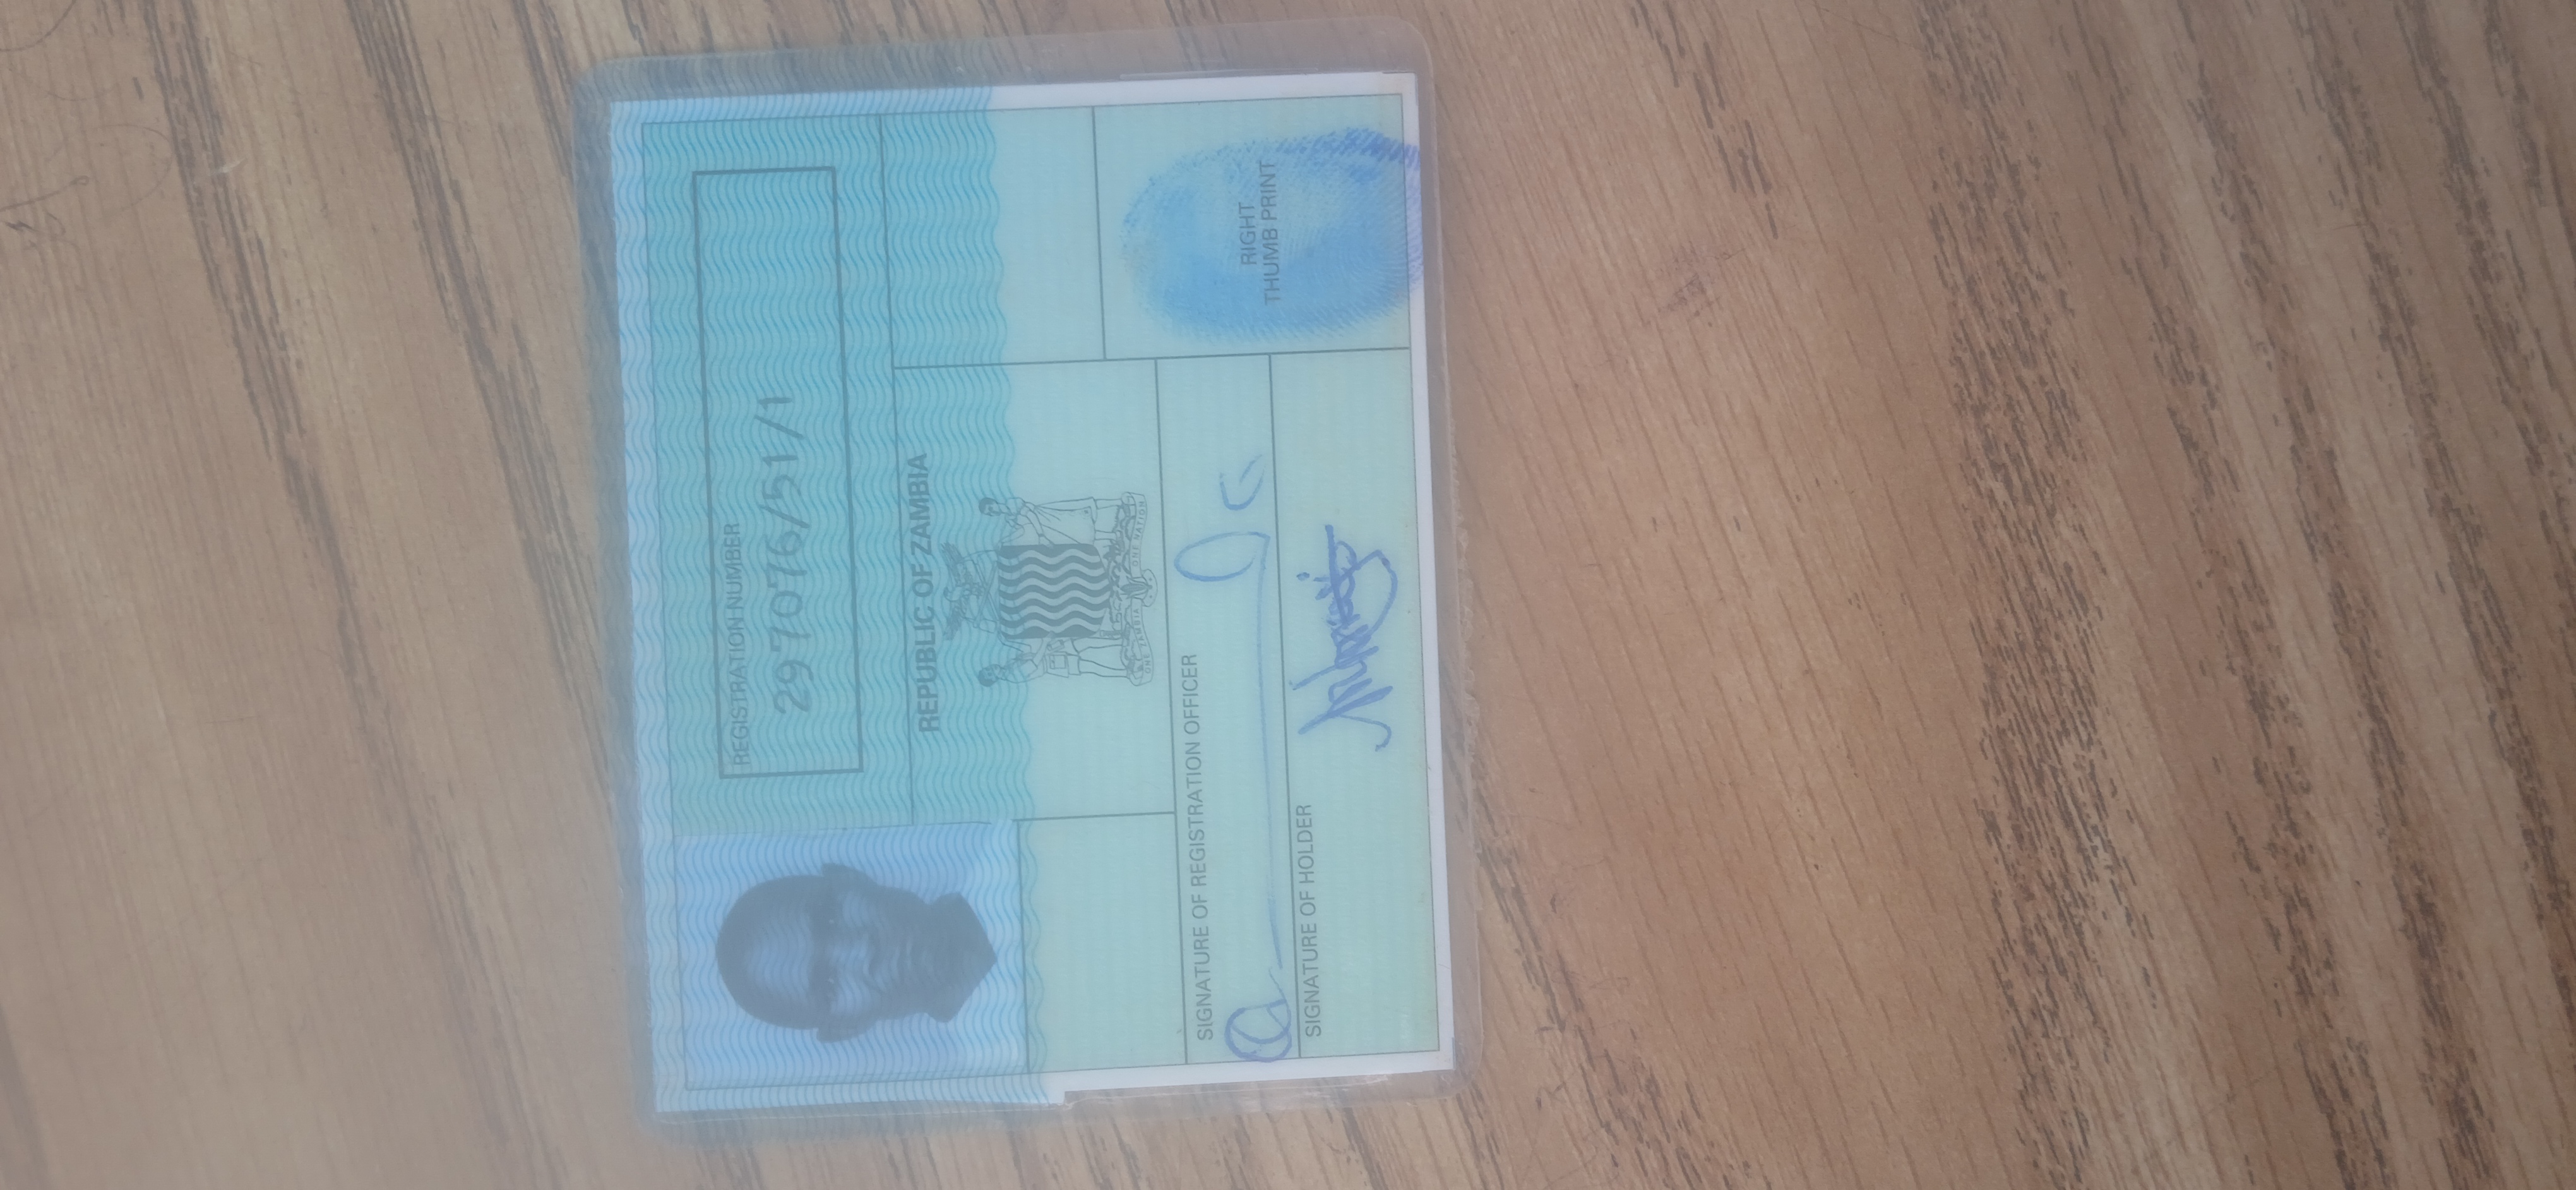 REGISTRATION NUMBER
297076/51/1
REPUBLIC OF ZAMBIA
ONE ZAMBIA ONE NATION
SIGNATURE OF REGISTRATION OFFICER
SIGNATURE OF HOLDER
RIGHT
THUMB PRINT